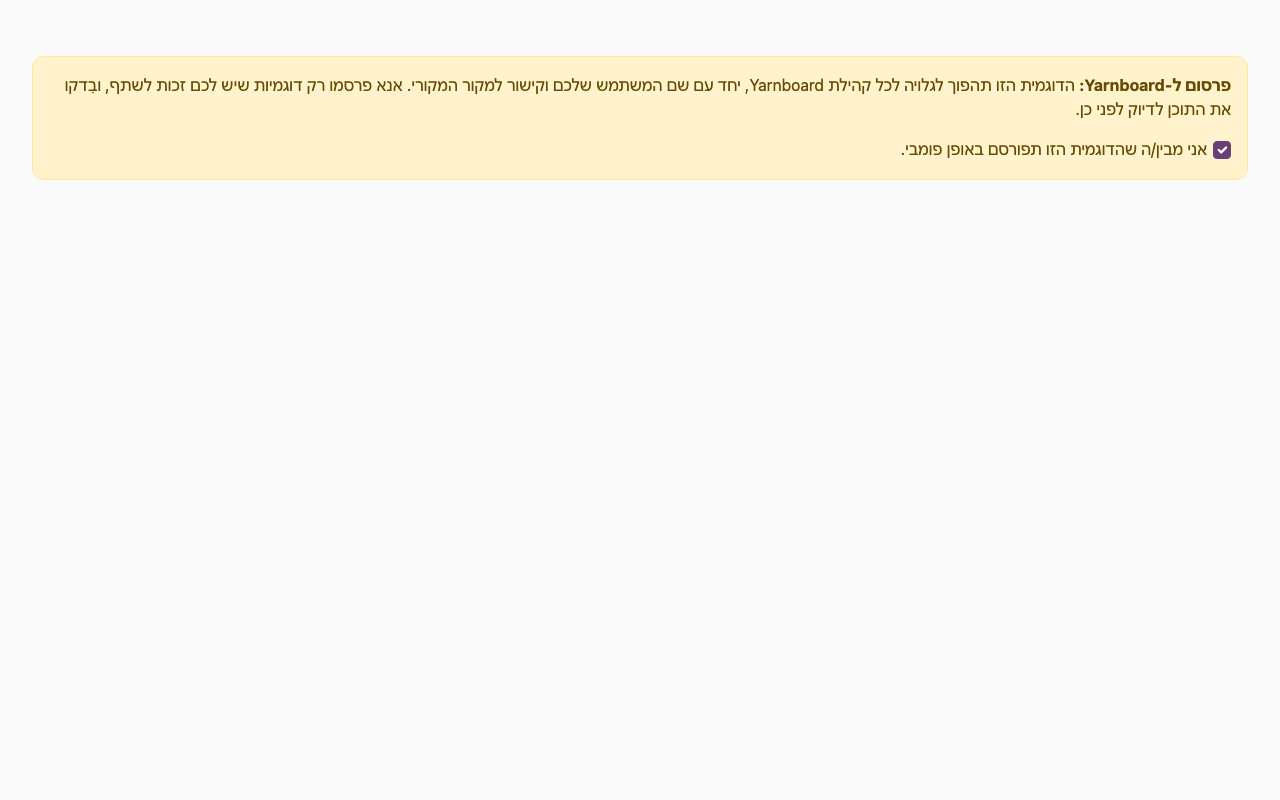 פרסום ל-Yarnboard: הדוגמית הזו תהפוך לגלויה לכל קהילת Yarnboard, יחד עם שם המשתמש שלכם וקישור למקור המקורי. אנא פרסמו רק דוגמיות שיש לכם זכות לשתף, ובִדקו
את התוכן לדיוק לפני כן.
אני מבין/ה שהדוגמית הזו תפורסם באופן פומבי.